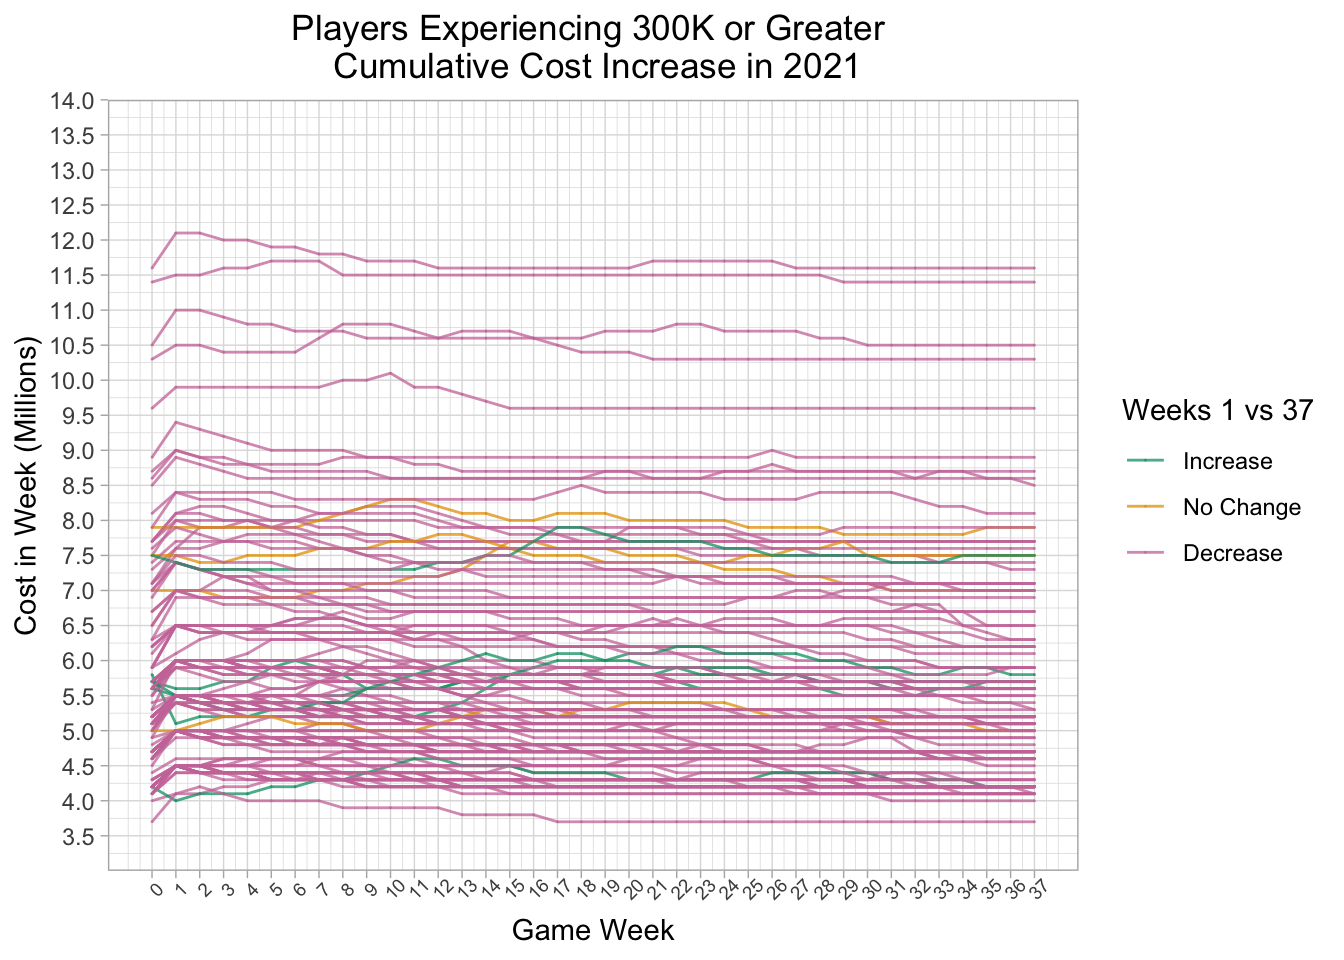 Players Experiencing 300K or Greater
Cumulative Cost Increase in 2021
14.0
13.5
13.0
12.5
12.0
11.5
11.0
10.5
10.0
9.5
9.0
8.5
8.0
7.5
7.0
6.5
6.0
5.5
5.0
4.5
4.0
3.5
Cost in Week (Millions)
0 1 2 3 4 5 6 7 8 9 10 11 12 13 14 15 16 17 18 19 20 21 22 23 24 25 26 27 28 29 30 31 32 33 34 35 36 37
Game Week
Weeks 1 vs 37
Increase
No Change
Decrease